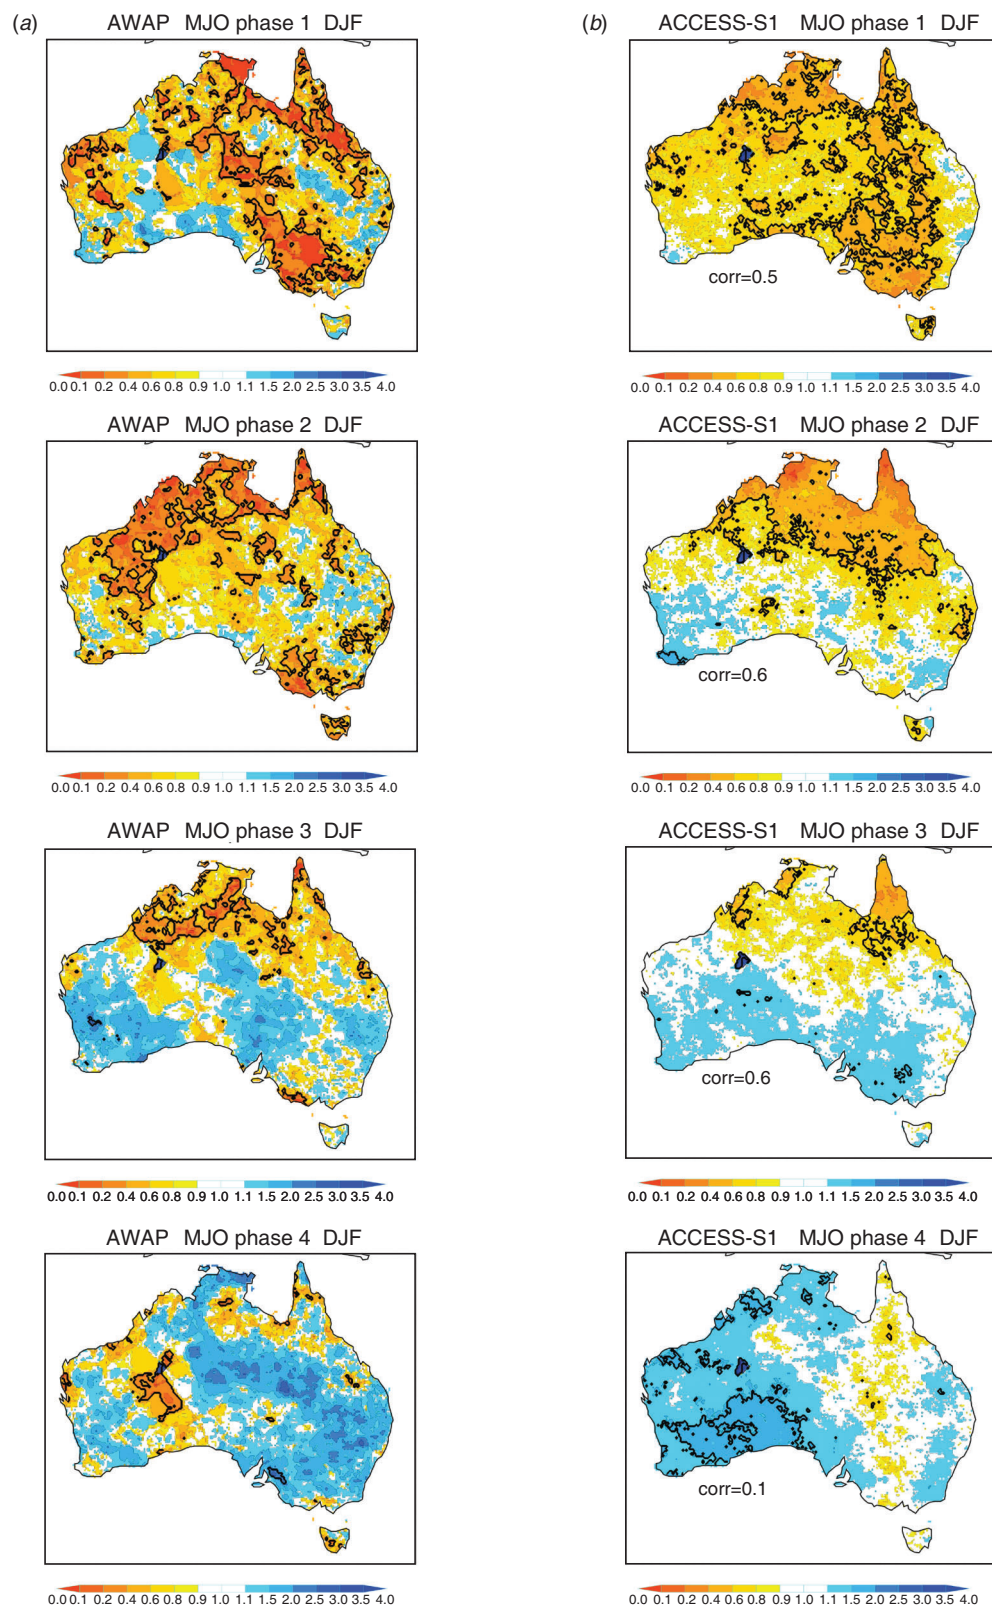 (a) AWAP MJO phase 1 DJF (b) ACCESS-S1 MJO phase 1 DJF
corr=0.5
0.0 0.1 0.2 0.4 0.6 0.8 0.9 1.0 1.1 1.5 2.0 2.5 3.0 3.5 4.0
0.0 0.1 0.2 0.4 0.6 0.8 0.9 1.0 1.1 1.5 2.0 2.5 3.0 3.5 4.0
AWAP MJO phase 2 DJF ACCESS-S1 MJO phase 2 DJF
corr=0.6
0.0 0.1 0.2 0.4 0.6 0.8 0.9 1.0 1.1 1.5 2.0 2.5 3.0 3.5 4.0
0.0 0.1 0.2 0.4 0.6 0.8 0.9 1.0 1.1 1.5 2.0 2.5 3.0 3.5 4.0
AWAP MJO phase 3 DJF ACCESS-S1 MJO phase 3 DJF
corr=0.6
0.0 0.1 0.2 0.4 0.6 0.8 0.9 1.0 1.1 1.5 2.0 2.5 3.0 3.5 4.0
0.0 0.1 0.2 0.4 0.6 0.8 0.9 1.0 1.1 1.5 2.0 2.5 3.0 3.5 4.0
AWAP MJO phase 4 DJF ACCESS-S1 MJO phase 4 DJF
corr=0.1
0.0 0.1 0.2 0.4 0.6 0.8 0.9 1.0 1.1 1.5 2.0 2.5 3.0 3.5 4.0
0.0 0.1 0.2 0.4 0.6 0.8 0.9 1.0 1.1 1.5 2.0 2.5 3.0 3.5 4.0